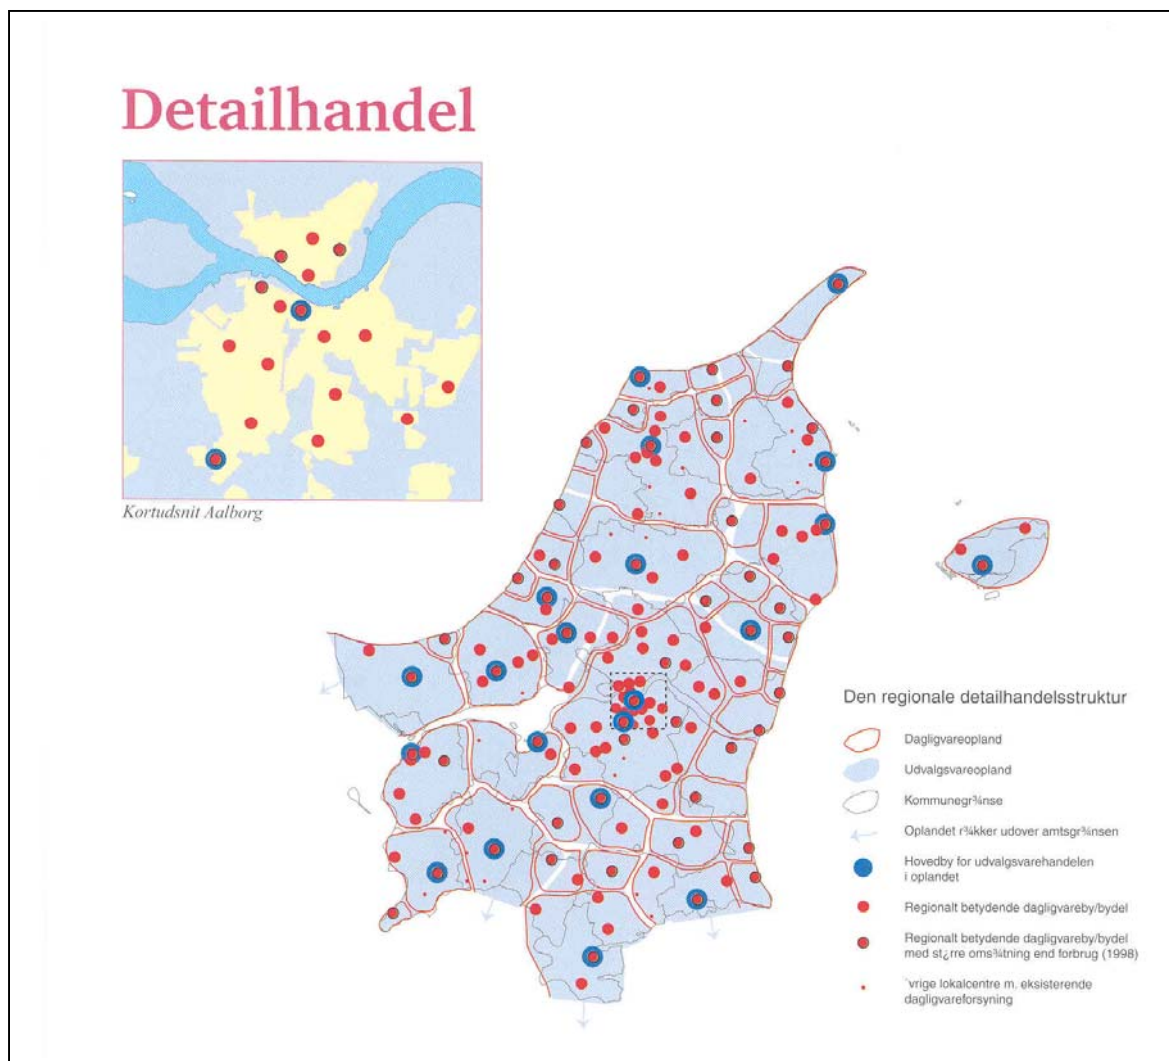 Detailhandel
Kortudsnit Aalborg
Den regionale detailhandelsstruktur
Dagligvareopland
Udvalgsvareopland
Kommunegr¾nse
Oplandet r¾kker udover amtsgr¾nsen
Hovedby for udvalgsvarehandelen
i oplandet
Regionalt betydende dagligvareby/bydel
Regionalt betydende dagligvareby/bydel
med st¿rre oms¾tning end forbrug (1998)
¨vrige lokalcentre m. eksisterende
dagligvareforsyning